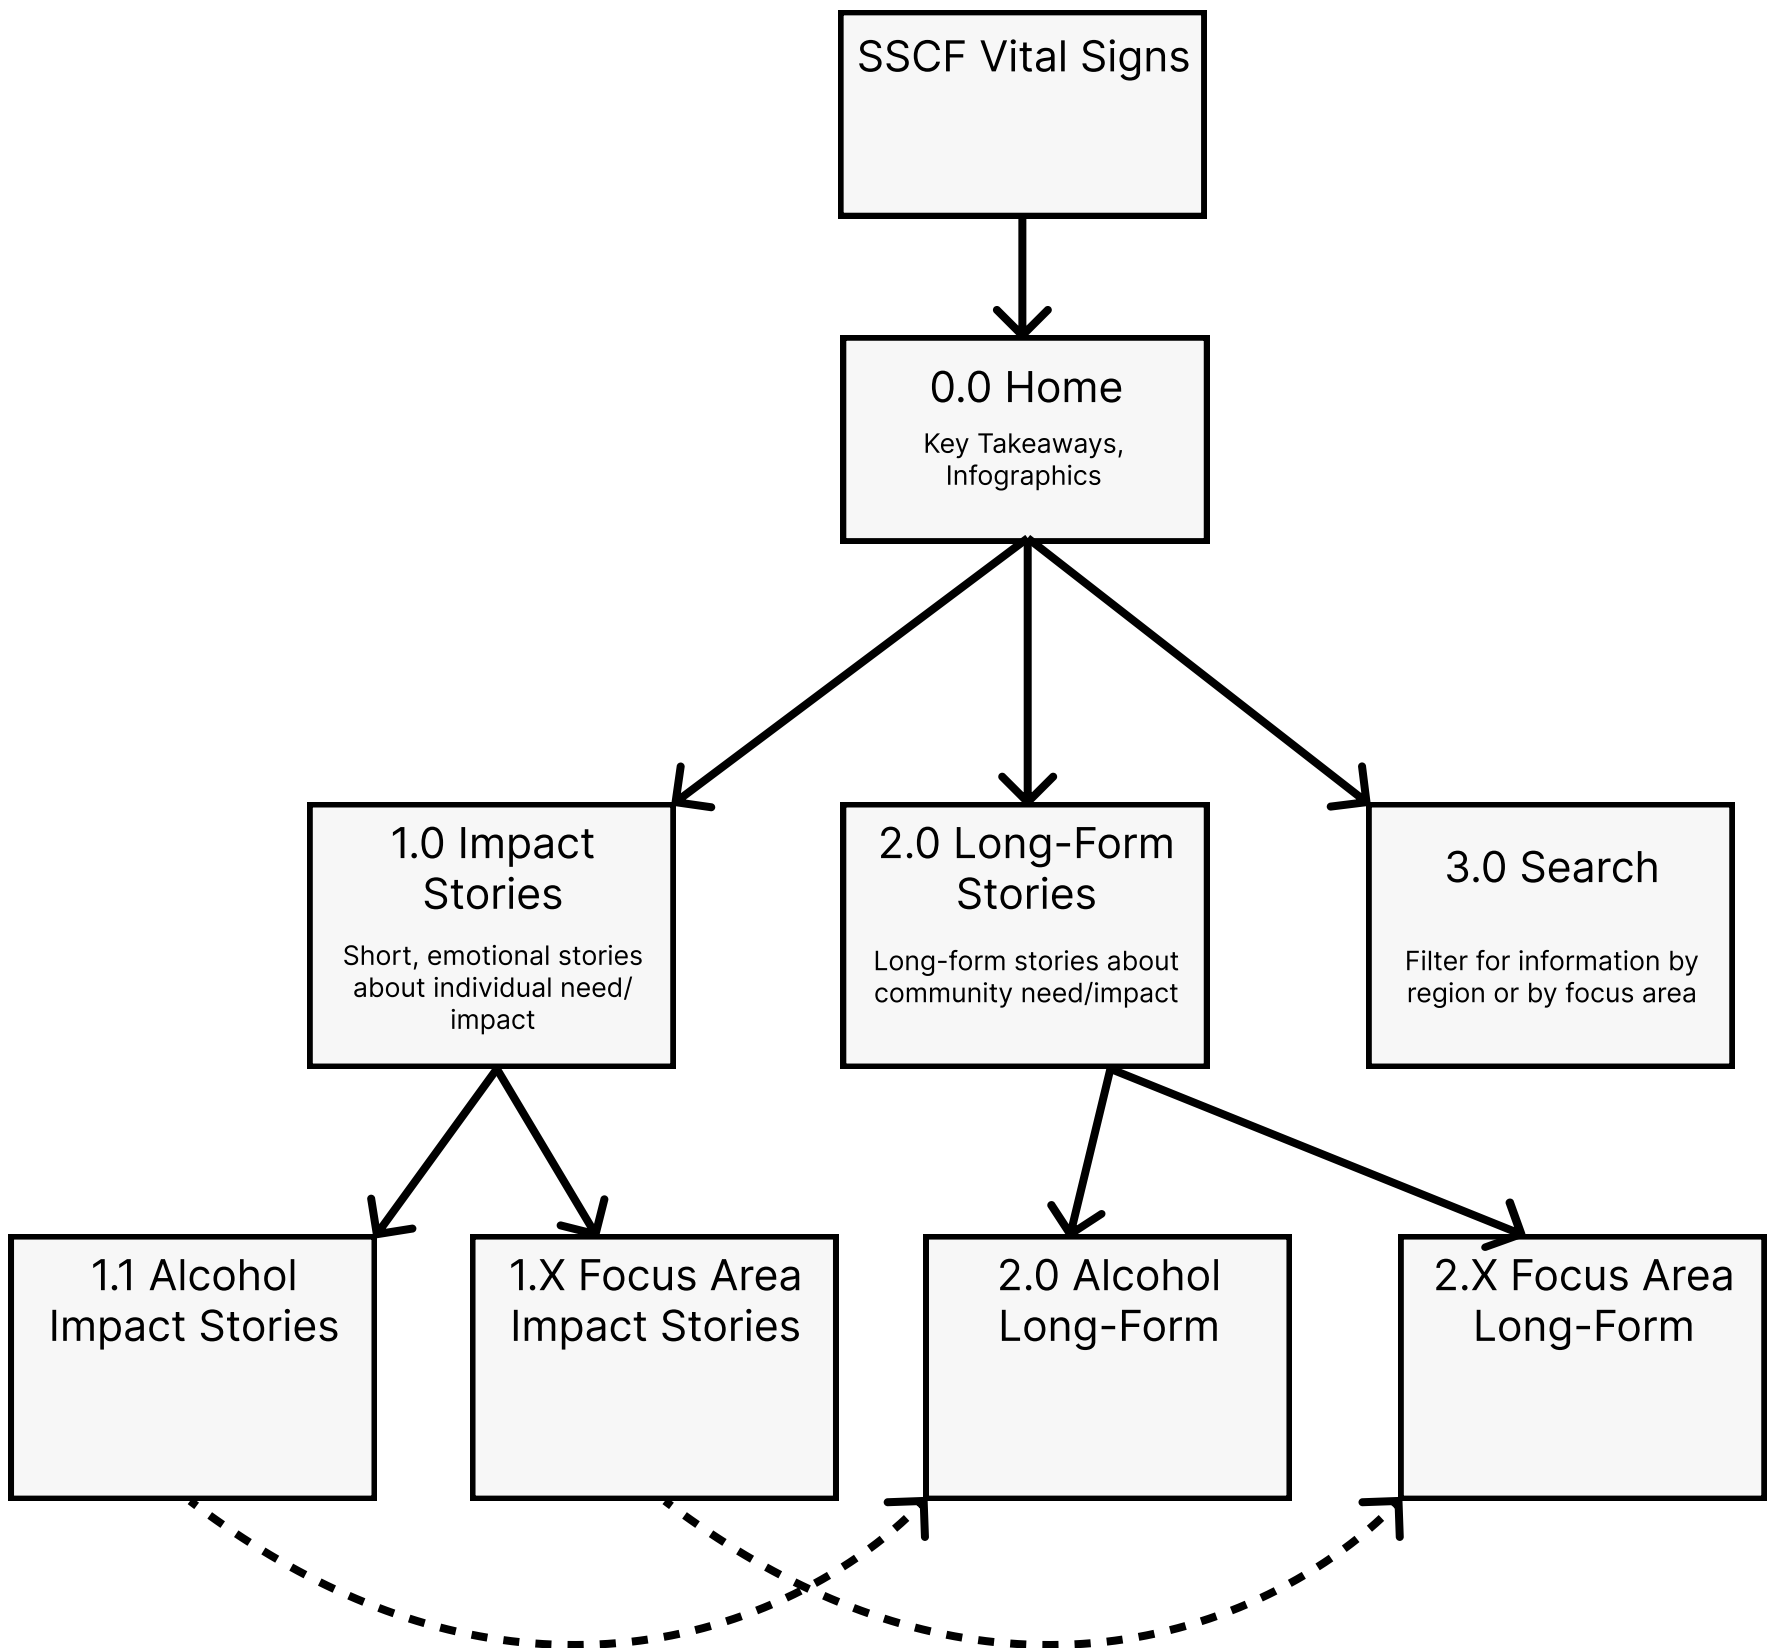 SSCF Vital Signs
0.0 Home
Key Takeaways,
Infographics
1.0 Impact
Stories
Short, emotional stories
about individual need/
impact
2.0 Long-Form
Stories
Long-form stories about
community need/impact
3.0 Search
Filter for information by
region or by focus area
1.1 Alcohol
Impact Stories
1.X Focus Area
Impact Stories
2.0 Alcohol
Long-Form
2.X Focus Area
Long-Form